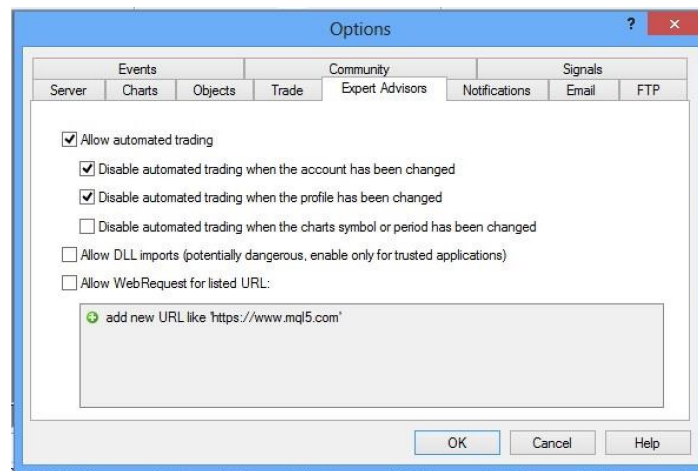 Options
?
Events Community Signals
Server Charts Objects Trade Expert Advisors Notifications Email FTP
Allow automated trading
Disable automated trading when the account has been changed
Disable automated trading when the profile has been changed
Disable automated trading when the charts symbol or period has been changed
Allow DLL imports (potentially dangerous, enable only for trusted applications)
Allow WebRequest for listed URL:
add new URL like 'https://www.mql5.com'
OK Cancel Help